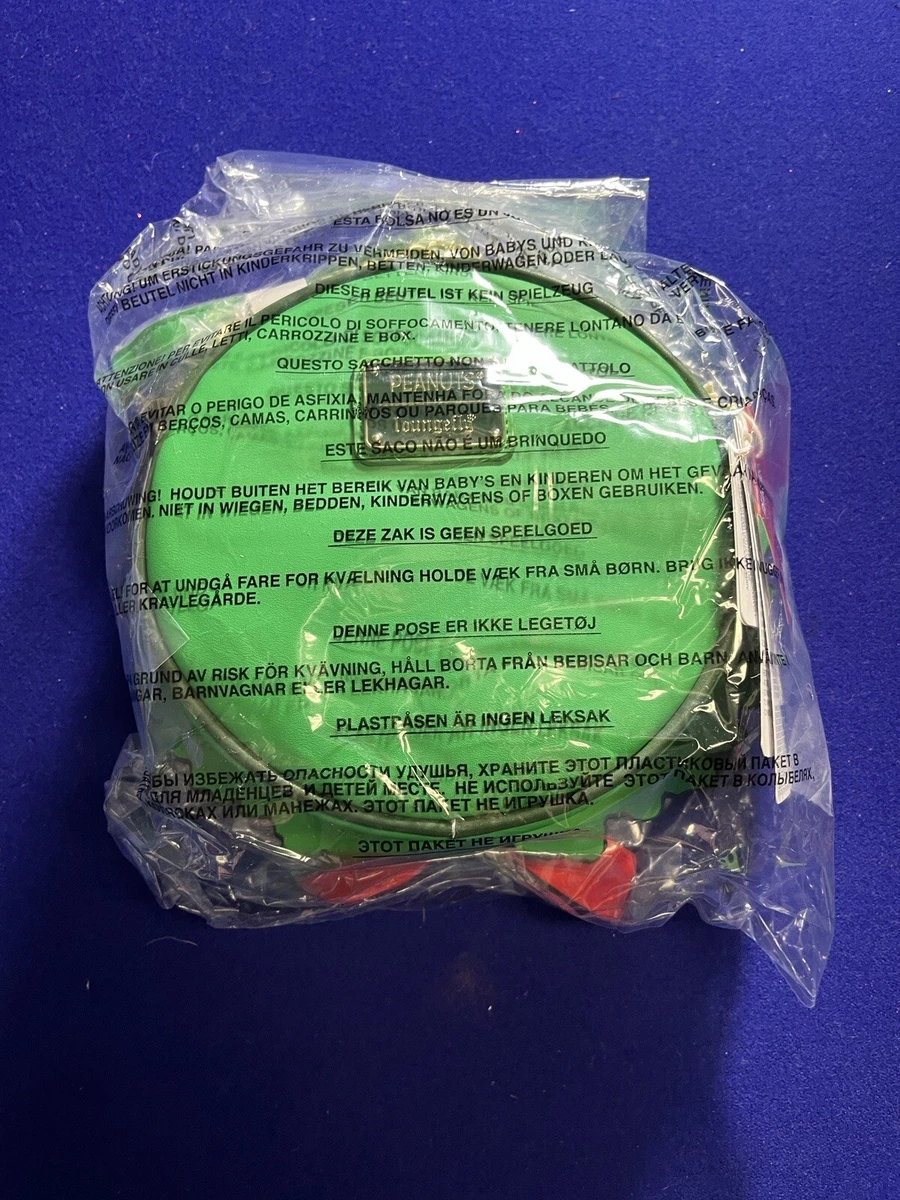 ESTA BOLSA NO ES UN
UM ERSTICKUNGSGEFAHR ZU VERMEIDEN, VON BABYS UND
BEUTEL NICHT IN KINDERKRIPPEN, BETTEN, KINDERWAGEN ODER
DIESER BEUTEL IST KEIN SPIELZEUG
ATTENZIONE! PER EVITARE IL PERICOLO DI SOFFOCAMENTO, TENERE LONTANO DA
NON USARE IN CULLE, LETTI, CARROZZINE E BOX.
QUESTO SACCHETTO NON
PEANUTS
EVITAR O PERIGO DE ASFIXIA, MANTENHA
BERÇOS, CAMAS, CARRINHOS OU PARQUES PARA BEBES
loungefly
ESTE SACO NÃO É UM BRINQUEDO
HOUDT BUITEN HET BEREIK VAN BABY'S EN KINDEREN OM HET
NIET IN WIEGEN, BEDDEN, KINDERWAGENS OF BOXEN GEBRUIKEN.
DEZE ZAK IS GEEN SPEELGOED
FOR AT UNDGÅ FARE FOR KVÆLNING HOLDE VÆK FRA SMÅ BØRN.
KRAVLEGÅRDE.
DENNE POSE ER IKKE LEGETØJ
GRUND AV RISK FÖR KVÄVNING, HÅLL BORTA FRÅN BEBISAR OCH BARN.
BARNVAGNAR ELLER LEKHAGAR.
PLASTPÅSEN ÄR INGEN LEKSAK
ИЗБЕЖАТЬ ОПАСНОСТИ УДУШЬЯ, ХРАНИТЕ ЭТОТ ПЛАСТИКОВЫЙ ПАКЕТ В
ДЛЯ МЛАДЕНЦЕВ И ДЕТЕЙ МЕСТЕ. НЕ ИСПОЛЬЗУЙТЕ ЭТОТ ПАКЕТ В КОЛЫБЕЛЯХ,
ИЛИ МАНЕЖАХ. ЭТОТ ПАКЕТ НЕ ИГРУШКА.
ЭТОТ ПАКЕТ НЕ